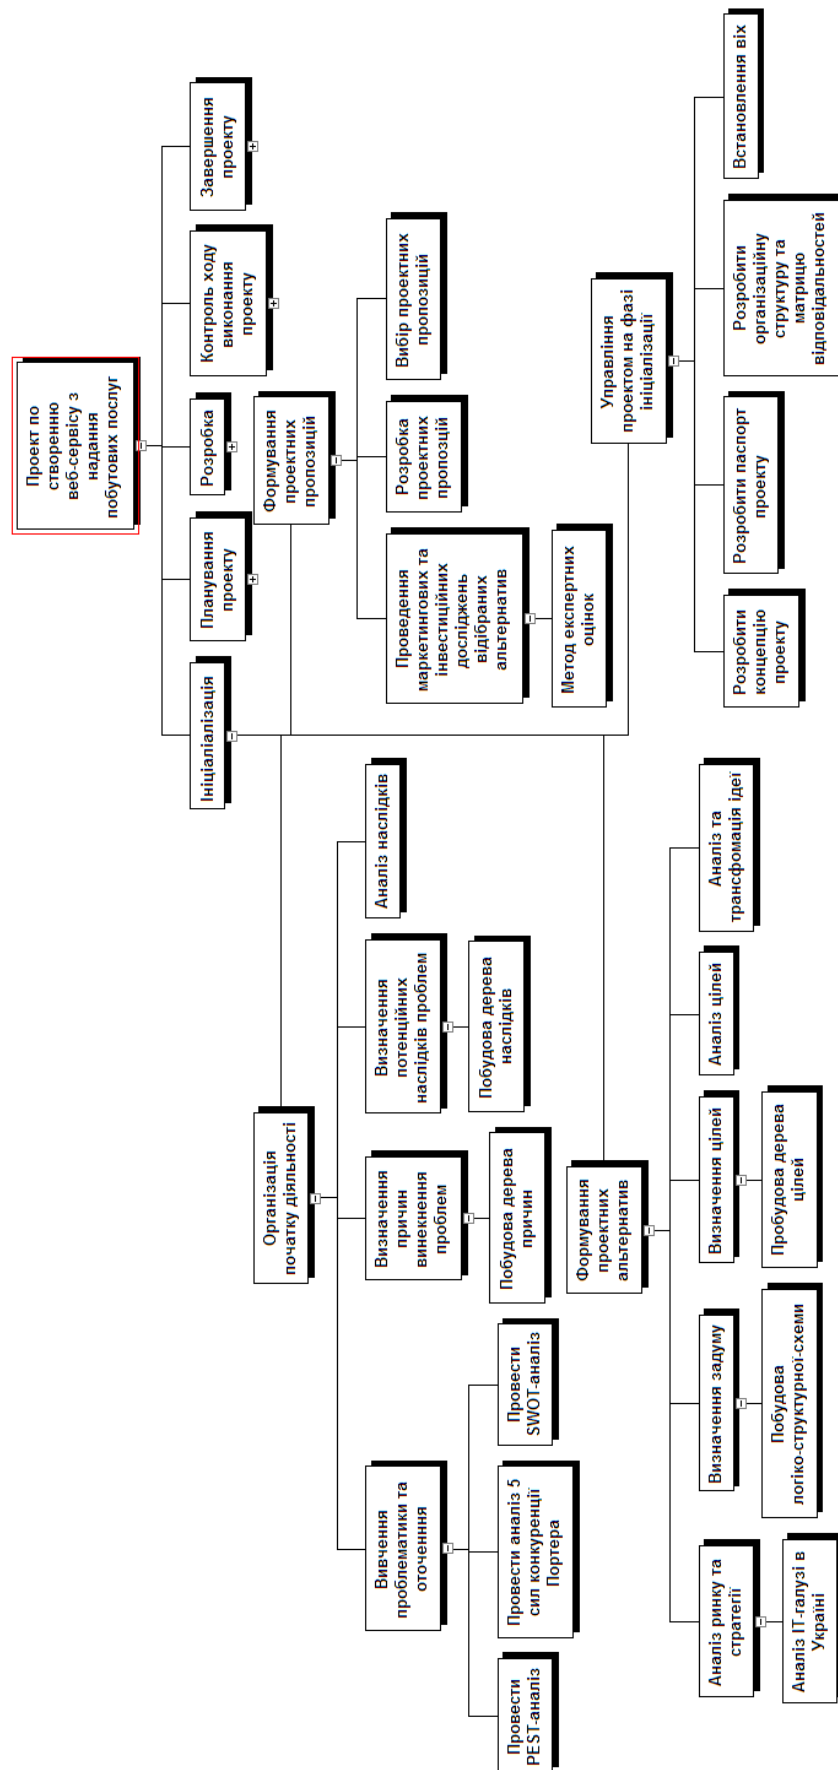 Проект по
створенню
веб-сервісу з
надання
побутових послуг
Ініціалізація
Планування
проекту
Розробка
Контроль ходу
виконання
проекту
Завершення
проекту
Організація
початку діяльності
Вивчення
проблематики та
оточенння
Провести
PEST-аналіз
Провести аналіз 5
сил конкуренції
Портера
Провести
SWOT-аналіз
Визначення
причин
винекнення
проблем
Побудова дерева
причин
Визначення
потенційних
наслідків проблем
Побудова дерева
наслідків
Аналіз наслідків
Формування
проектних
альтернатив
Аналіз ринку та
стратегії
Аналіз ІТ-галузі в
Україні
Визначення задуму
Побудова
логіко-структурної-схеми
Визначення цілей
Пробудова дерева
цілей
Аналіз цілей
Аналіз та
трансфомація ідеї
Формування
проектних
пропозицій
Проведення
маркетингових та
інвестиційних
досліджень
відібраних
альтернатив
Метод експертних
оцінок
Розробка
проектних
пропозцій
Вибір проектних
пропозицій
Управління
проектом на фазі
ініціалізації
Розробити
концепцію
проекту
Розробити паспорт
проекту
Розробити
організаційну
структуру та
матрицю
відповідальностей
Встановлення віх